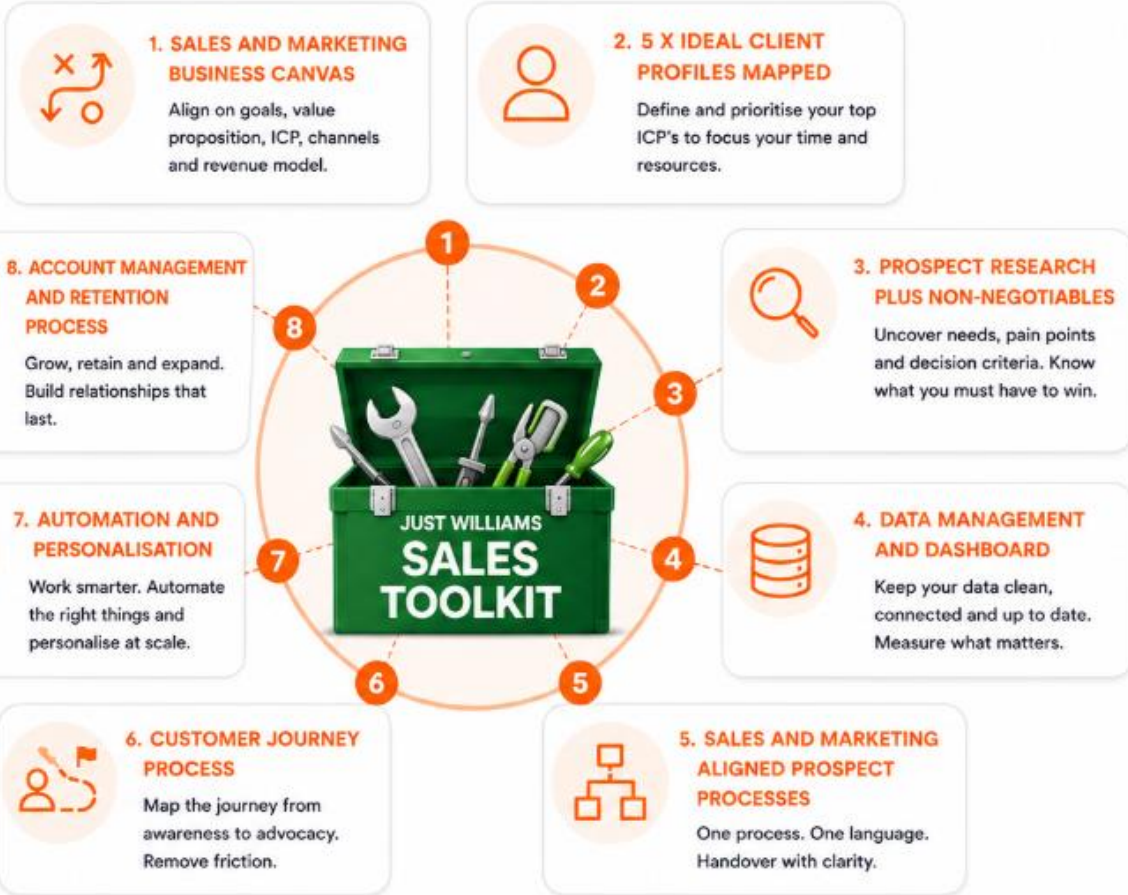 1. SALES AND MARKETING
BUSINESS CANVAS
Align on goals, value
proposition, ICP, channels
and revenue model.
2. 5 X IDEAL CLIENT
PROFILES MAPPED
Define and prioritise your top
ICP's to focus your time and
resources.
3. PROSPECT RESEARCH
PLUS NON-NEGOTIABLES
Uncover needs, pain points
and decision criteria. Know
what you must have to win.
4. DATA MANAGEMENT
AND DASHBOARD
Keep your data clean,
connected and up to date.
Measure what matters.
5. SALES AND MARKETING
ALIGNED PROSPECT
PROCESSES
One process. One language.
Handover with clarity.
6. CUSTOMER JOURNEY
PROCESS
Map the journey from
awareness to advocacy.
Remove friction.
7. AUTOMATION AND
PERSONALISATION
Work smarter. Automate
the right things and
personalise at scale.
8. ACCOUNT MANAGEMENT
AND RETENTION
PROCESS
Grow, retain and expand.
Build relationships that
last.
1
2
3
4
5
6
7
8
JUST WILLIAMS
SALES
TOOLKIT